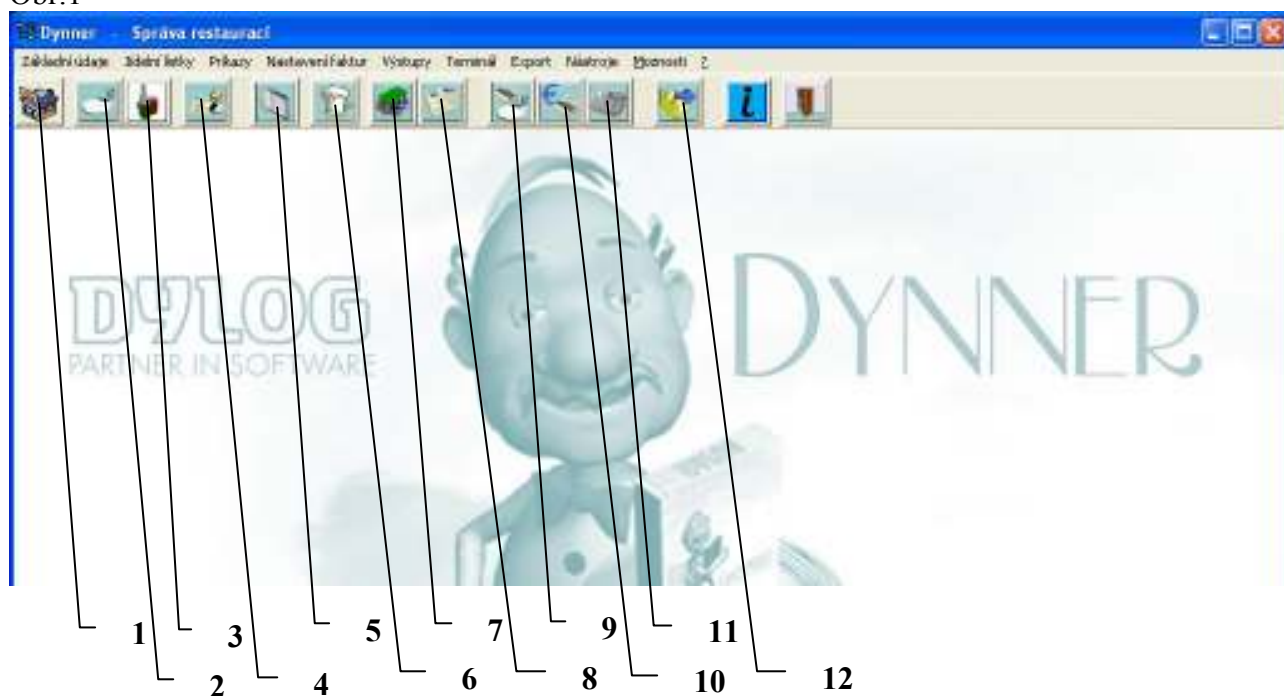 Obr.1
Dynner - Správa restaurací
Základní údaje Jídelní lístky Príkazy Nastavení faktur Výstupy Terminál Export Nástroje Možnosti ?
DYLOG
PARTNER IN SOFTWARE
DYNNER
1 3 5 7 9 11
2 4 6 8 10 12